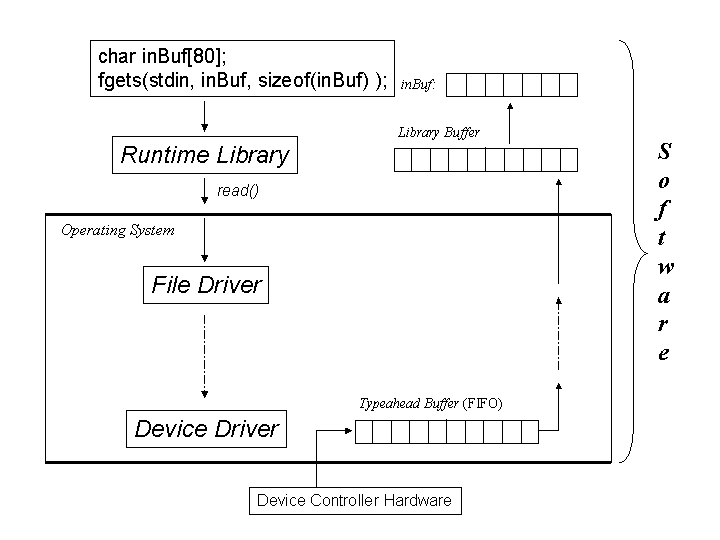 char inBuf[80];
fgets(stdin, inBuf, sizeof(inBuf) );
inBuf:
Library Buffer
Runtime Library
read()
Operating System
File Driver
Typeahead Buffer (FIFO)
Device Driver
Device Controller Hardware
Software